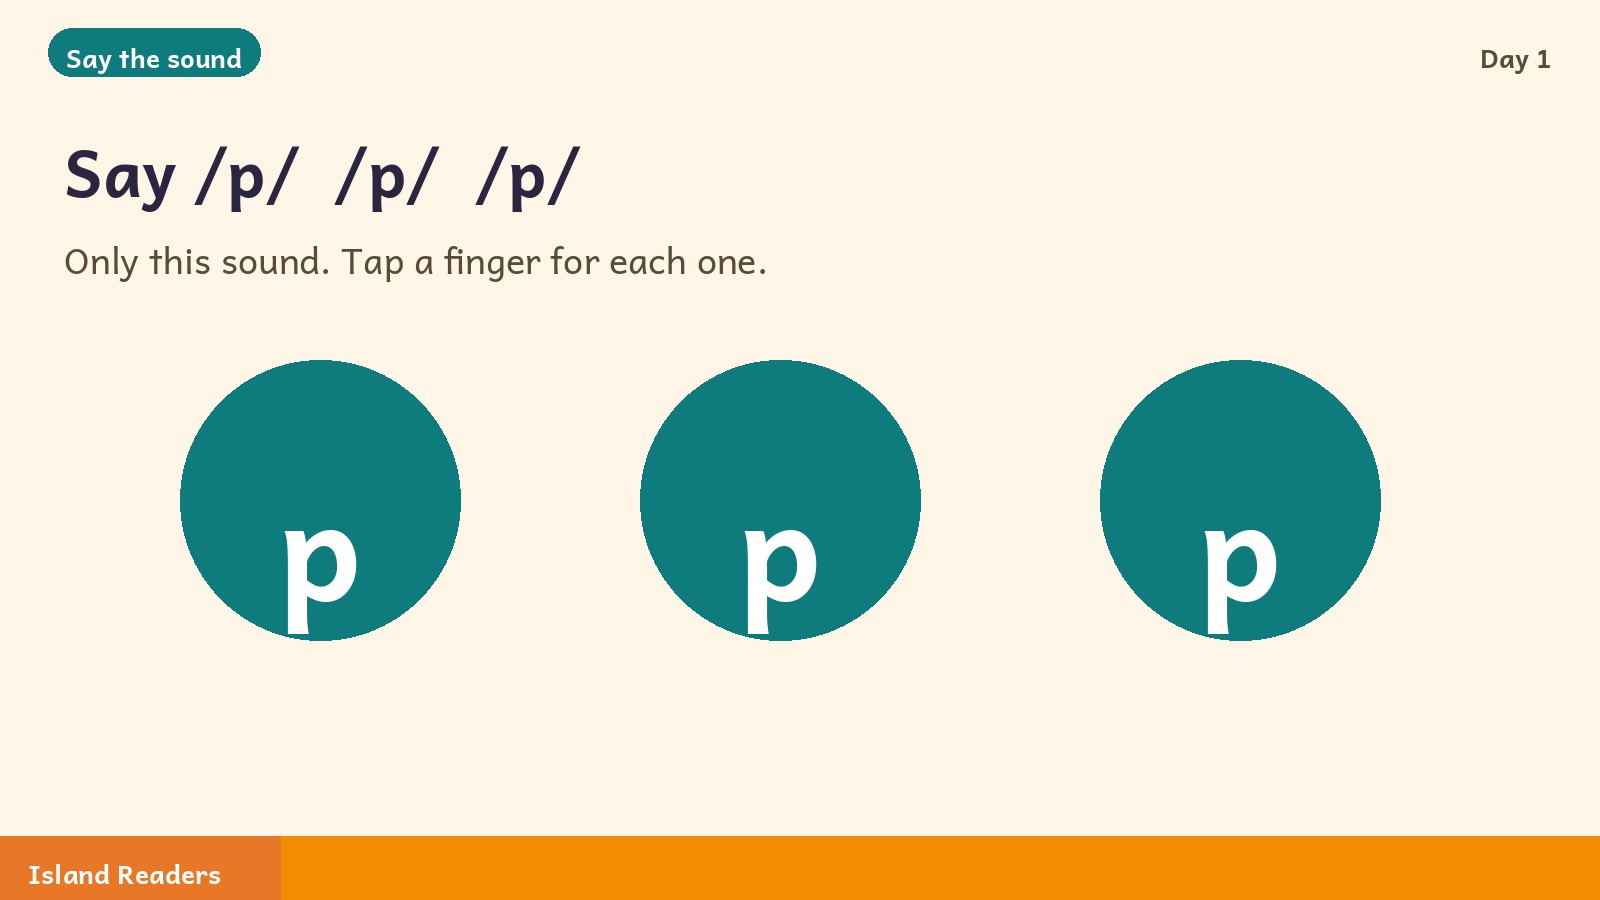 Say the sound
Day 1
Say /p/ /p/ /p/
Only this sound. Tap a finger for each one.
p p p
Island Readers